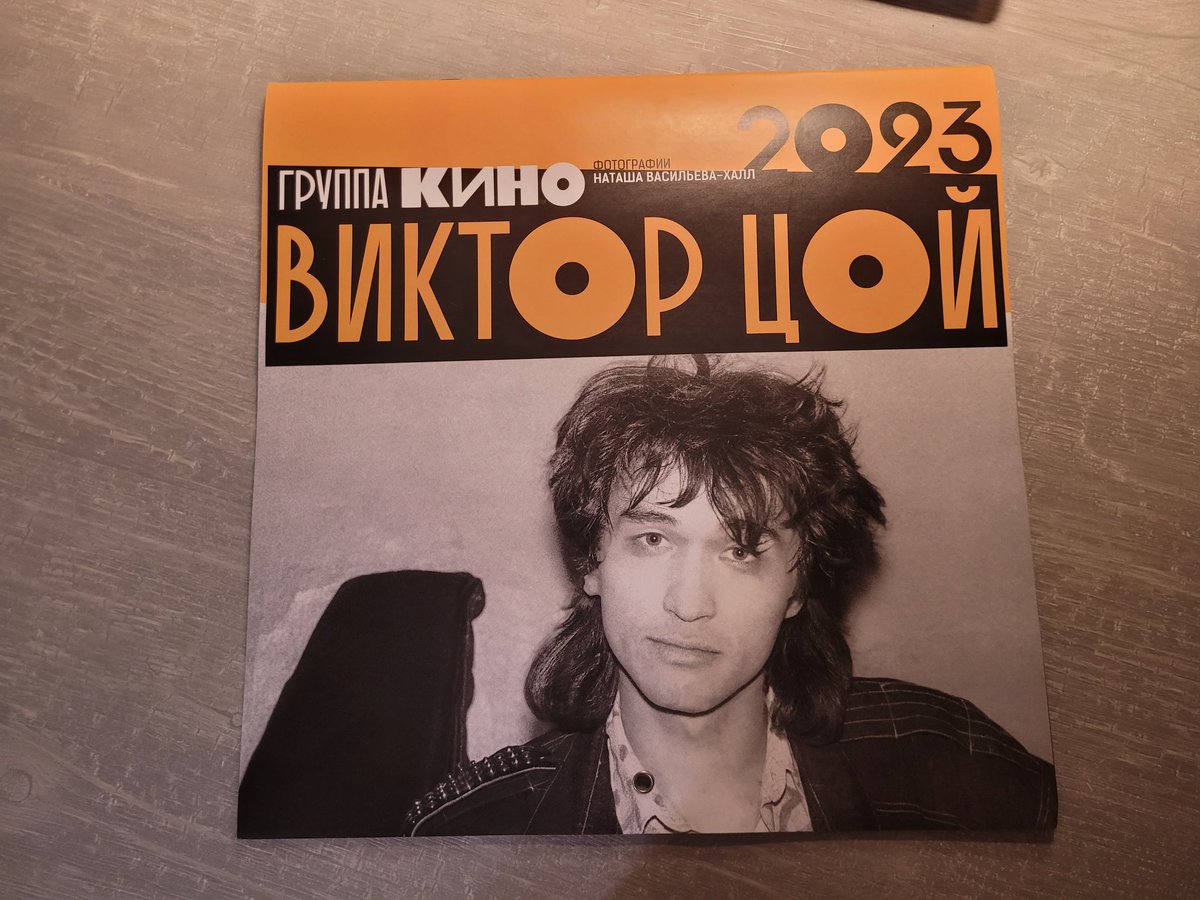 2023
ФОТОГРАФИИ
ГРУППА КИНО НАТАША ВАСИЛЬЕВА-ХАЛЛ
ВИКТОР ЦОЙ